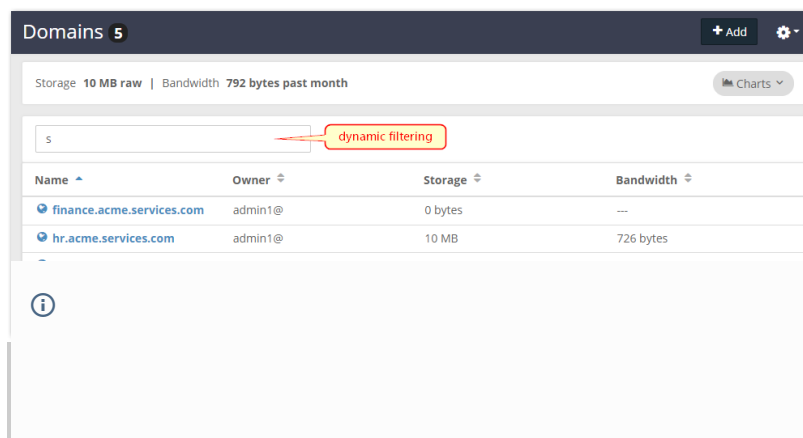 Domains 5
+ Add
Storage 10 MB raw | Bandwidth 792 bytes past month
Charts
s
dynamic filtering
Name Owner Storage Bandwidth
finance.acme.services.com admin1@ 0 bytes ---
hr.acme.services.com admin1@ 10 MB 726 bytes